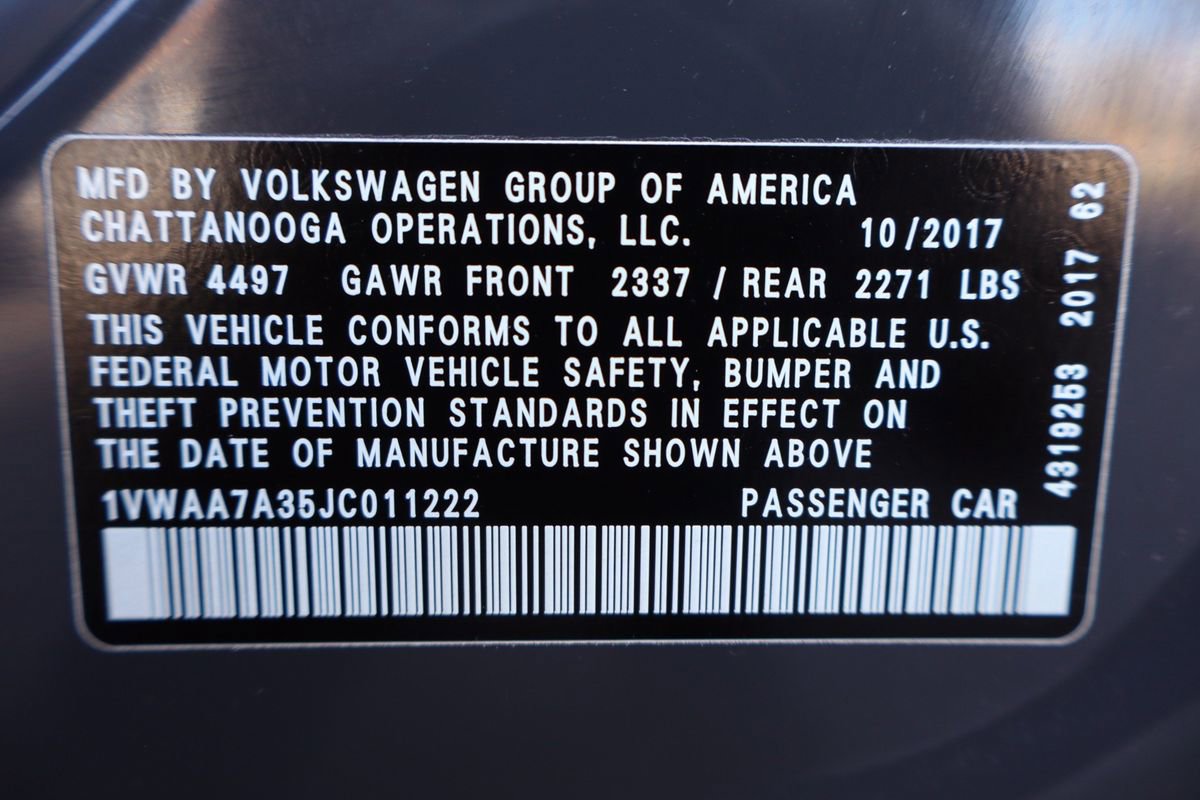 MFD BY VOLKSWAGEN GROUP OF AMERICA
CHATTANOOGA OPERATIONS, LLC. 10/2017
GVWR 4497 GAWR FRONT 2337 / REAR 2271 LBS
THIS VEHICLE CONFORMS TO ALL APPLICABLE U.S.
FEDERAL MOTOR VEHICLE SAFETY, BUMPER AND
THEFT PREVENTION STANDARDS IN EFFECT ON
THE DATE OF MANUFACTURE SHOWN ABOVE
1VWAA7A35JC011222 PASSENGER CAR
4319253 2017 62